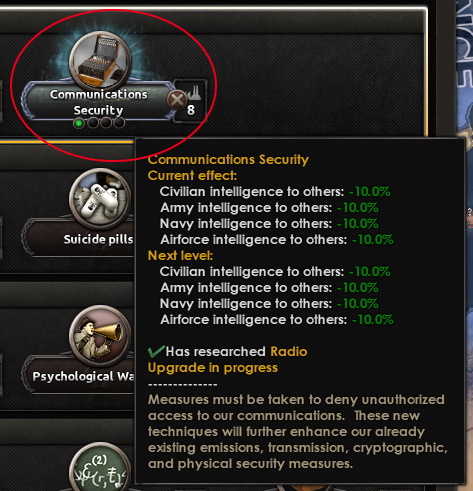 Communications
Security
8
Communications Security
Current effect:
Civilian intelligence to others: -10.0%
Army intelligence to others: -10.0%
Navy intelligence to others: -10.0%
Airforce intelligence to others: -10.0%
Next level:
Civilian intelligence to others: -10.0%
Army intelligence to others: -10.0%
Navy intelligence to others: -10.0%
Airforce intelligence to others: -10.0%
Has researched Radio
Upgrade in progress
--------------
Measures must be taken to deny unauthorized
access to our communications. These new
techniques will further enhance our already
existing emissions, transmission, cryptographic,
and physical security measures.
Suicide pills
Psychological